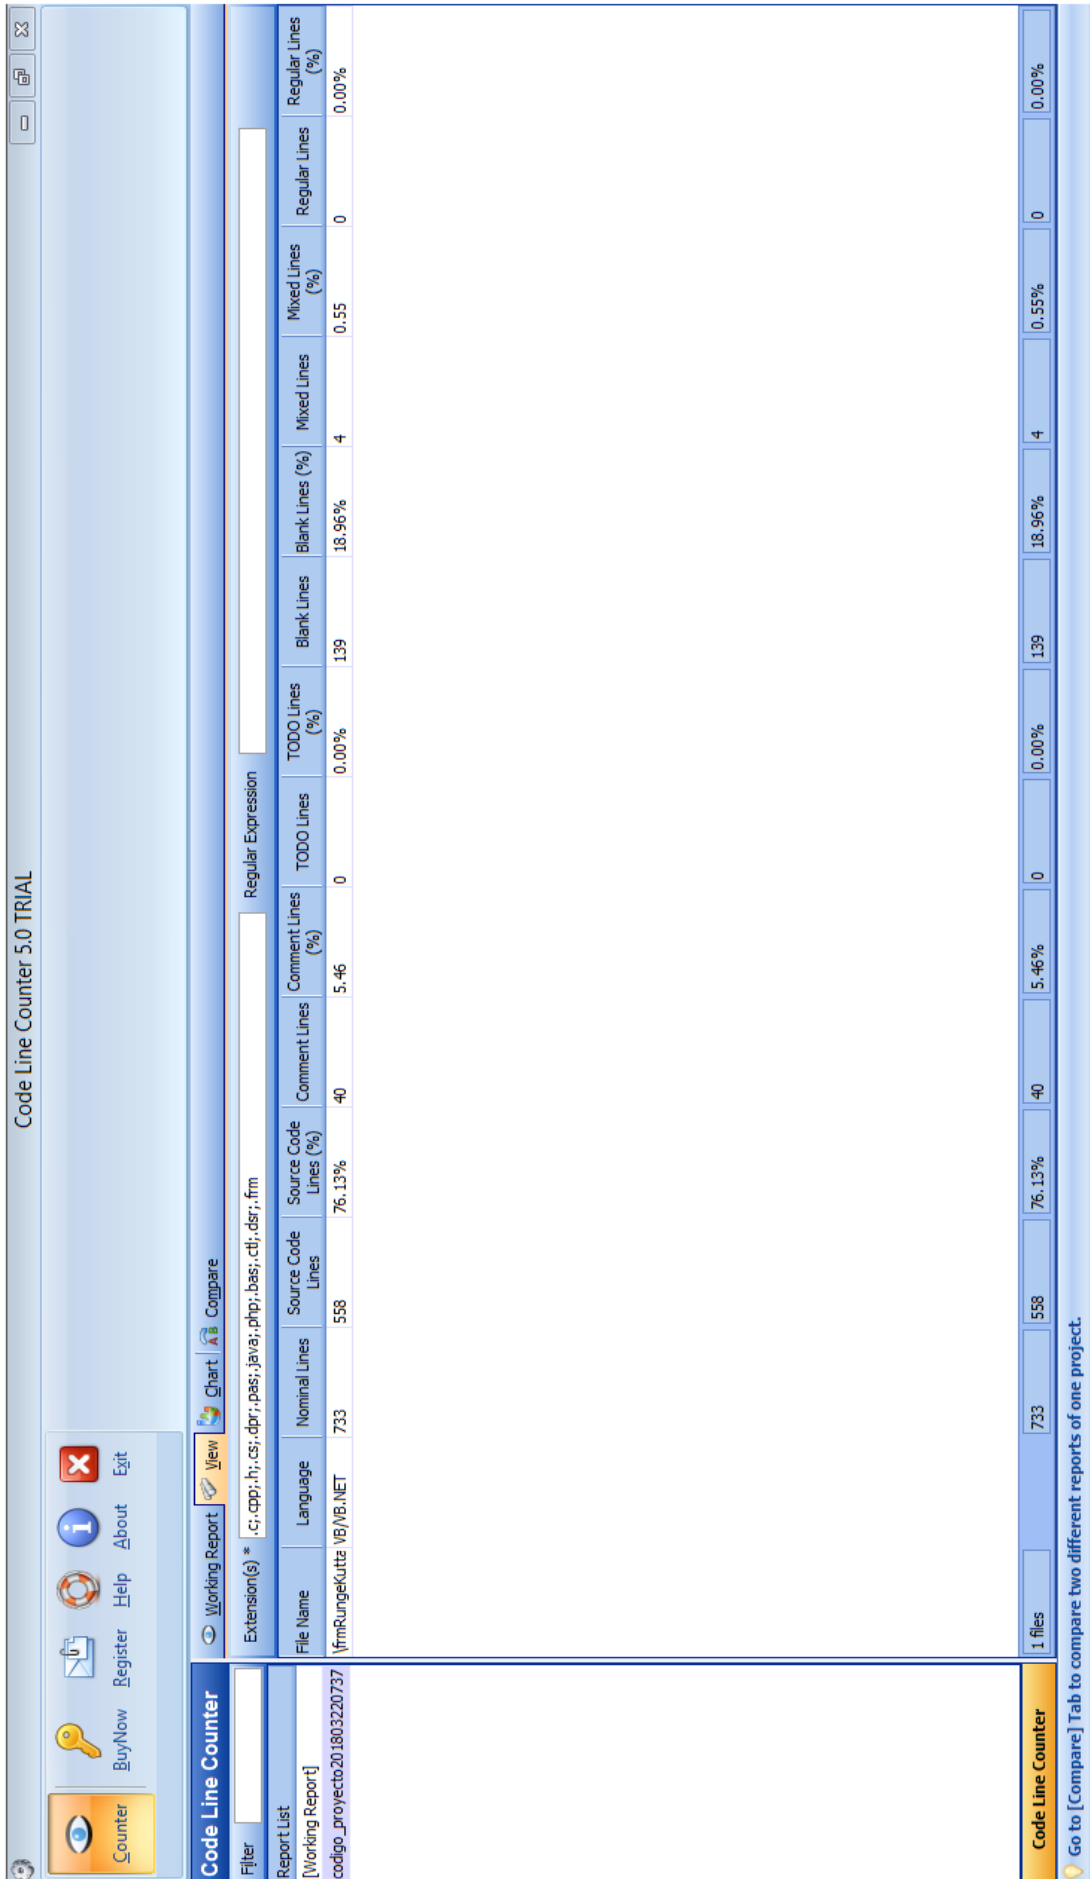 Code Line Counter 5.0 TRIAL
Counter BuyNow Register Help About Exit
Code Line Counter
Working Report View Chart A B Compare
Filter
Extension(s) * .c;.cpp;.h;.cs;.dpr;.pas;.java;.php;.bas;.ctl;.dsr;.frm Regular Expression
Report List
[Working Report]
codigo_proyecto201803220737
File Name Language Nominal Lines Source Code Lines Source Code Lines (%) Comment Lines Comment Lines (%) TODO Lines TODO Lines (%) Blank Lines Blank Lines (%) Mixed Lines Mixed Lines (%) Regular Lines Regular Lines (%)
\frmRungeKutta VB/VB.NET 733 558 76.13% 40 5.46 0 0.00% 139 18.96% 4 0.55 0 0.00%
Code Line Counter
1 files 733 558 76.13% 40 5.46% 0 0.00% 139 18.96% 4 0.55% 0 0.00%
Go to [Compare] Tab to compare two different reports of one project.